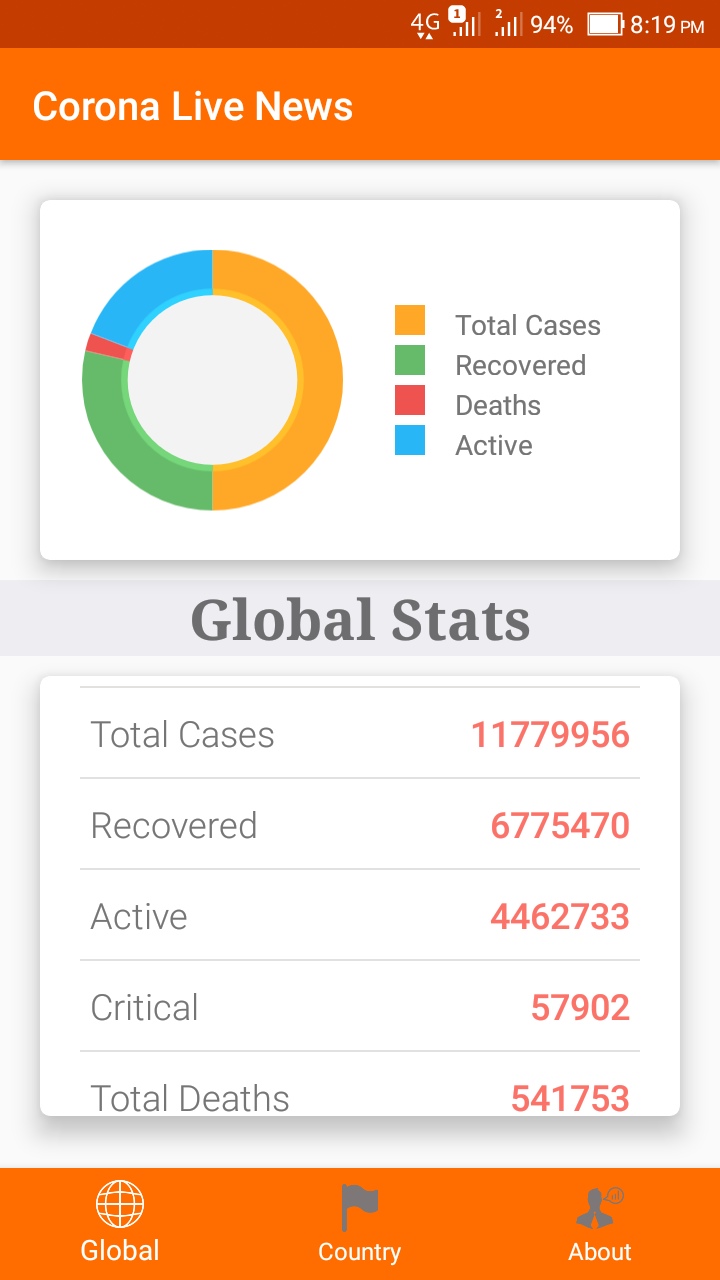 4G 1 2 94% 8:19 PM
Corona Live News
Total Cases
Recovered
Deaths
Active
Global Stats
Total Cases 11779956
Recovered 6775470
Active 4462733
Critical 57902
Total Deaths 541753
Global Country About